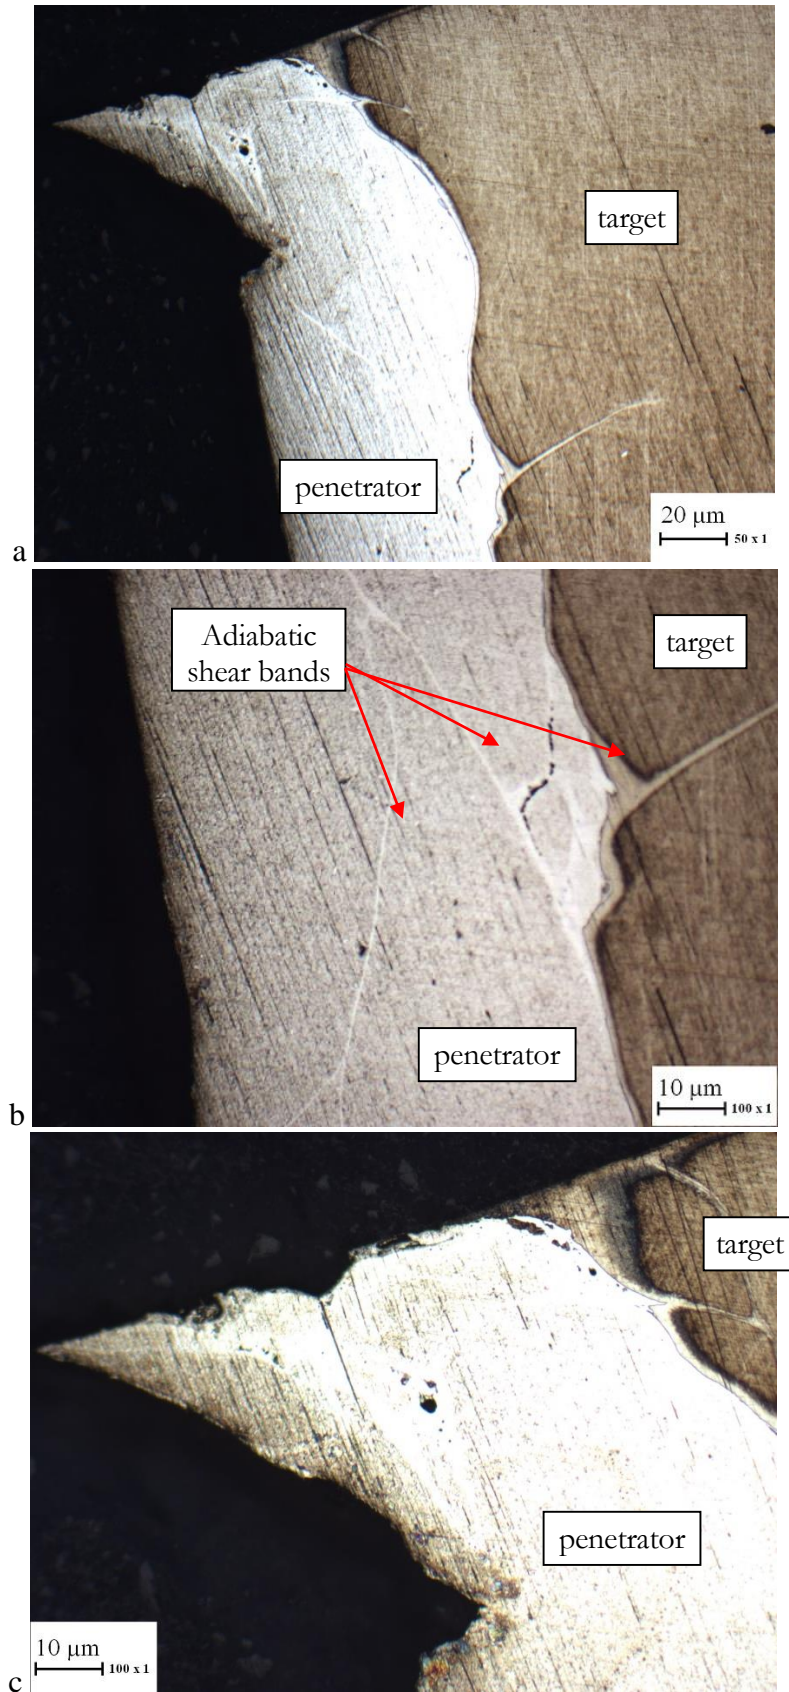 target
penetrator
20 µm
50 x 1
a
Adiabatic
shear bands
target
penetrator
10 µm
100 x 1
b
target
penetrator
10 µm
100 x 1
c